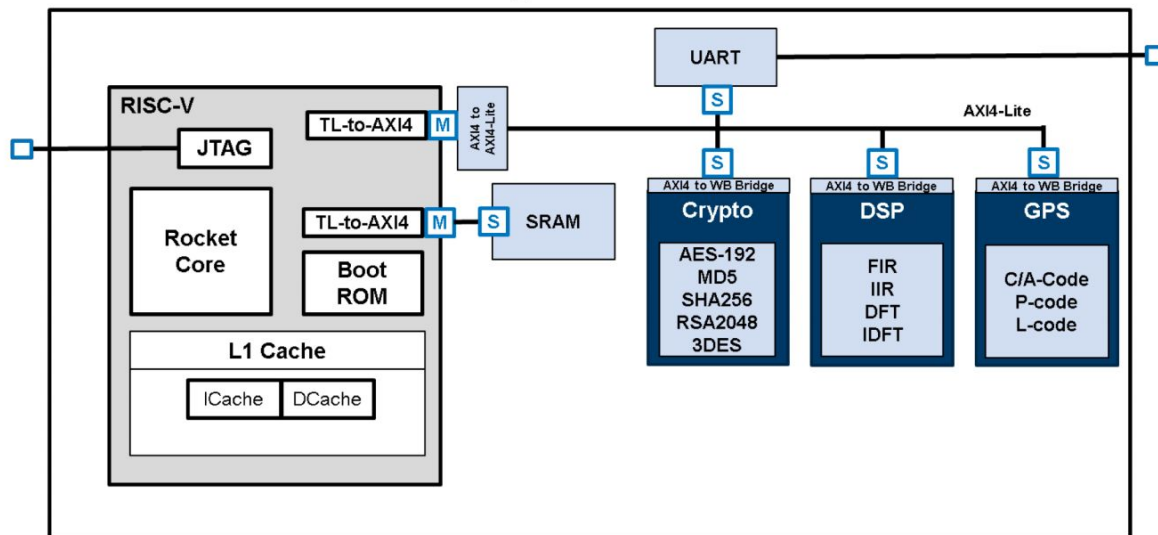 UART
S
RISC-V
TL-to-AXI4
M
AXI4 to
AXI4-Lite
AXI4-Lite
JTAG
S
S
S
AXI4 to WB Bridge
AXI4 to WB Bridge
AXI4 to WB Bridge
Rocket
Core
TL-to-AXI4
M
S
SRAM
Boot
ROM
Crypto
AES-192
MD5
SHA256
RSA2048
3DES
DSP
FIR
IIR
DFT
IDFT
GPS
C/A-Code
P-code
L-code
L1 Cache
ICache
DCache